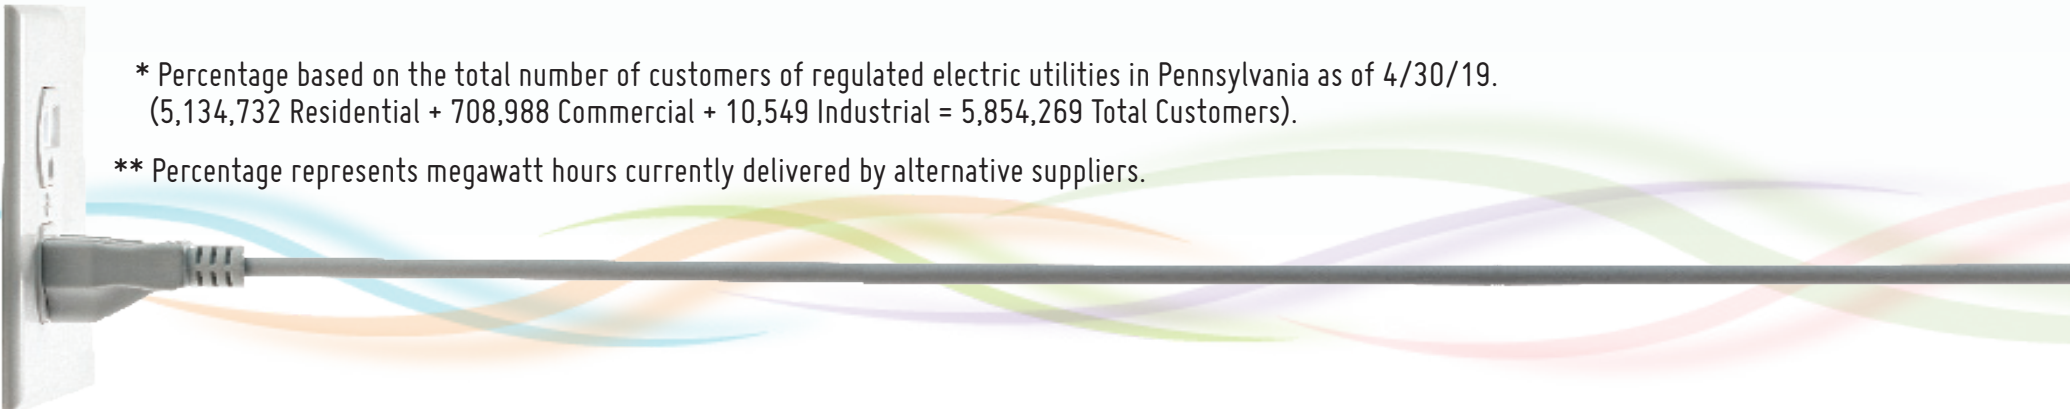 * Percentage based on the total number of customers of regulated electric utilities in Pennsylvania as of 4/30/19.
(5,134,732 Residential + 708,988 Commercial + 10,549 Industrial = 5,854,269 Total Customers).
** Percentage represents megawatt hours currently delivered by alternative suppliers.